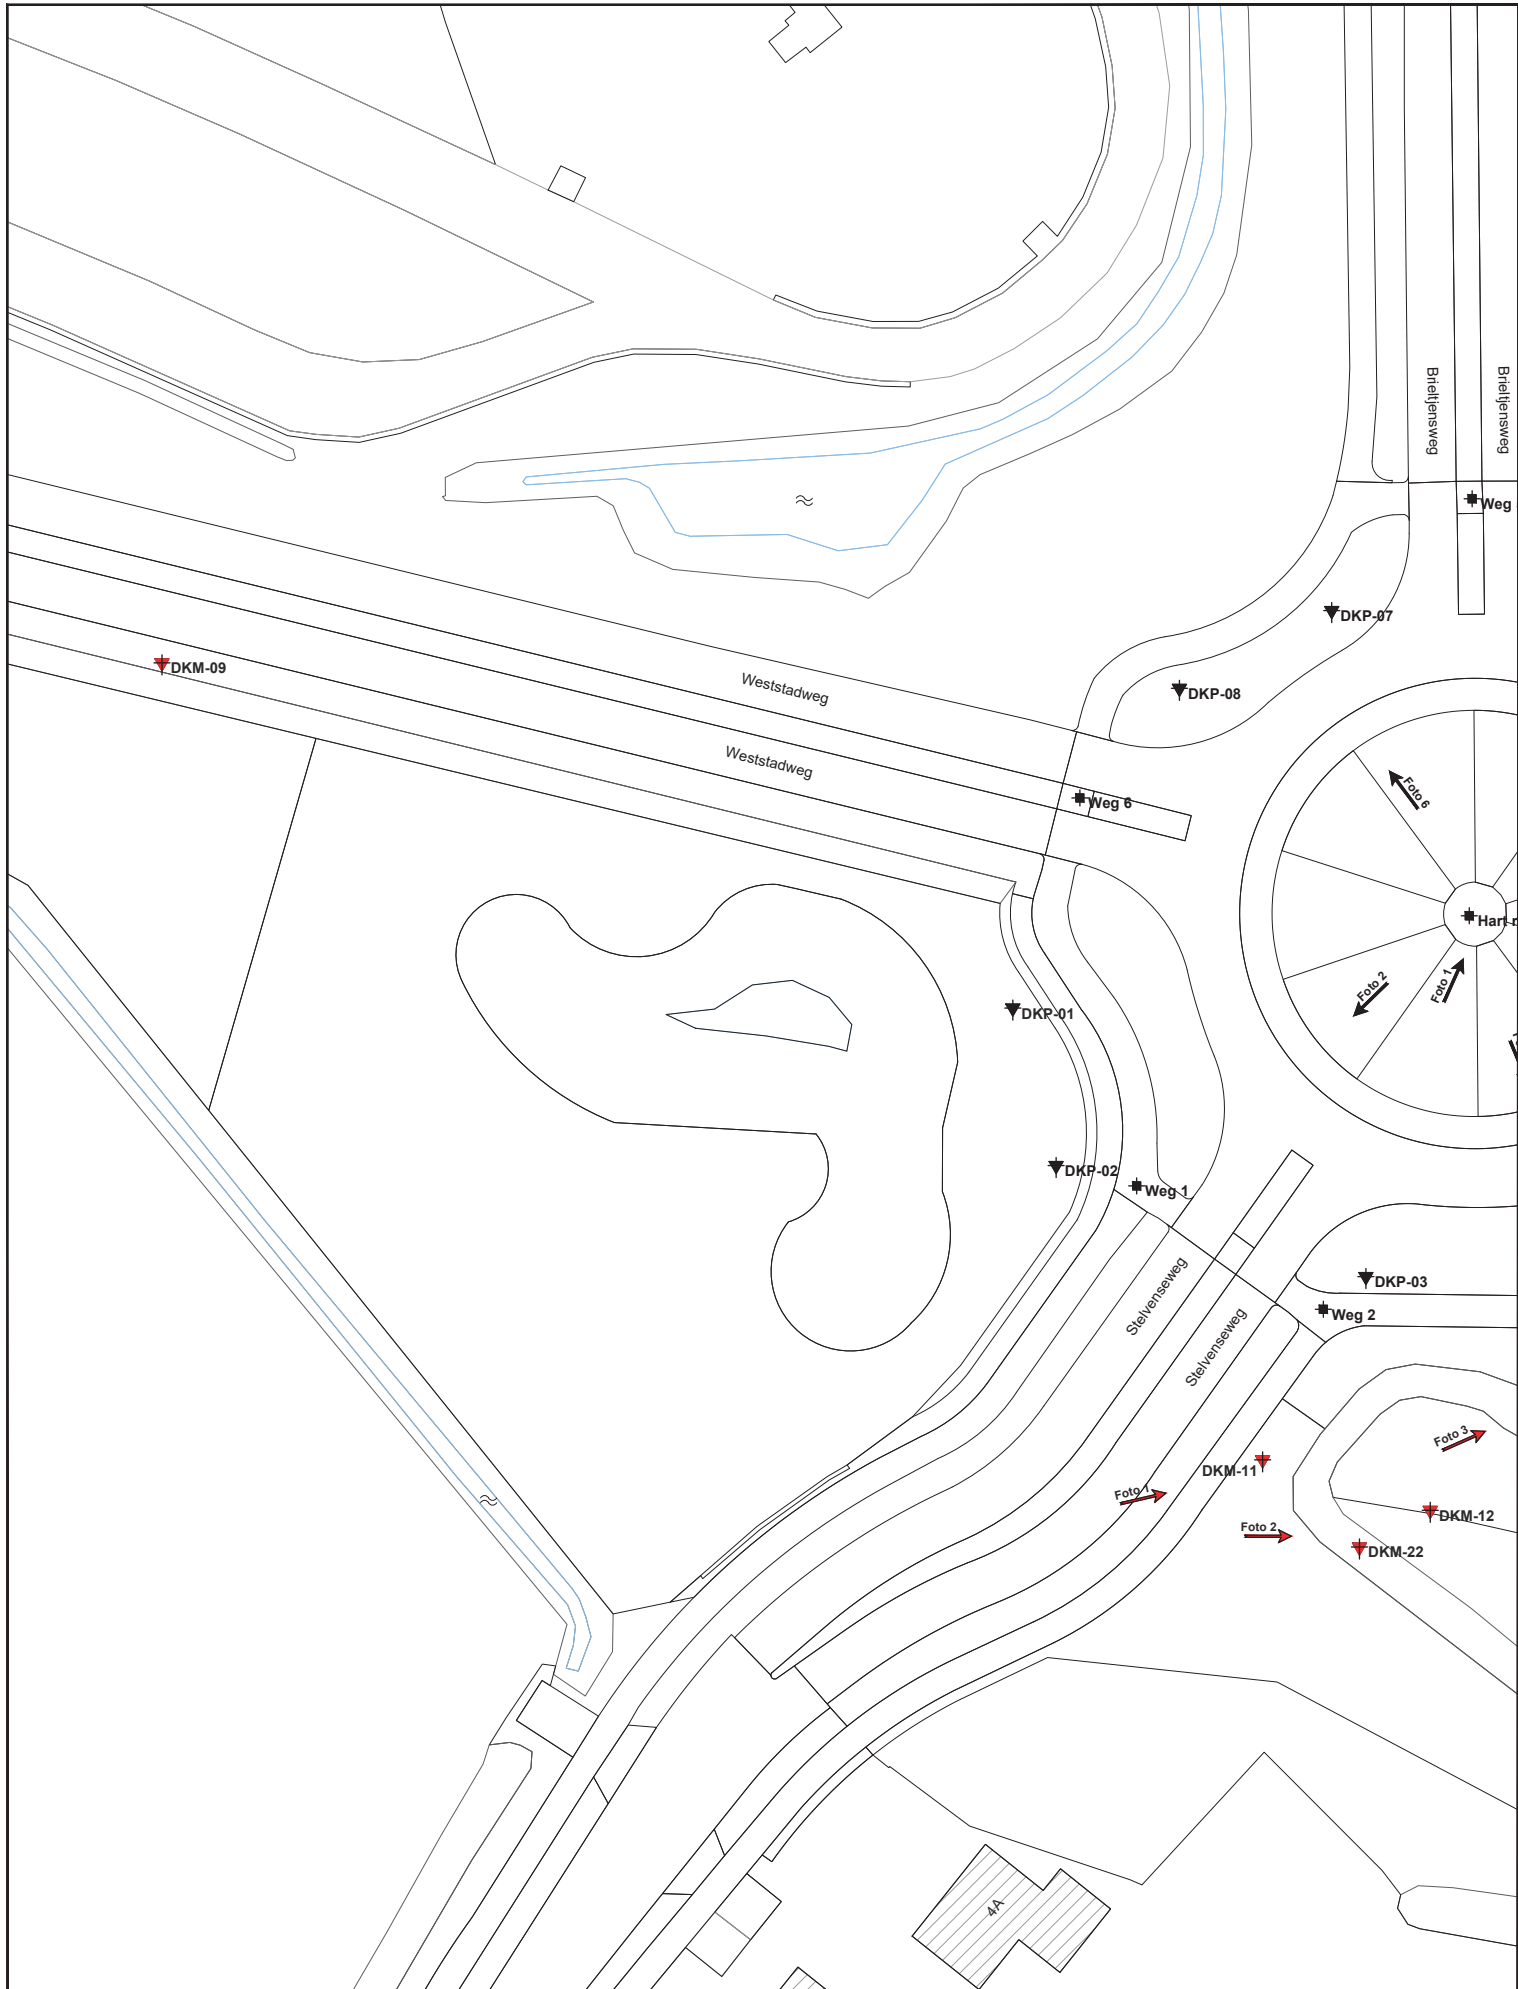 Brieltjensweg
Brieltjensweg
Weg
DKP-07
DKM-09
DKP-08
Weststadweg
Weststadweg
Foto 6
Weg 6
Hart
Foto 2
Foto 1
DKP-01
DKP-02
Weg 1
Stelvenseweg
DKP-03
Weg 2
Stelvenseweg
Foto 3
DKM-11
Foto 1
DKM-12
Foto 2
DKM-22
4A